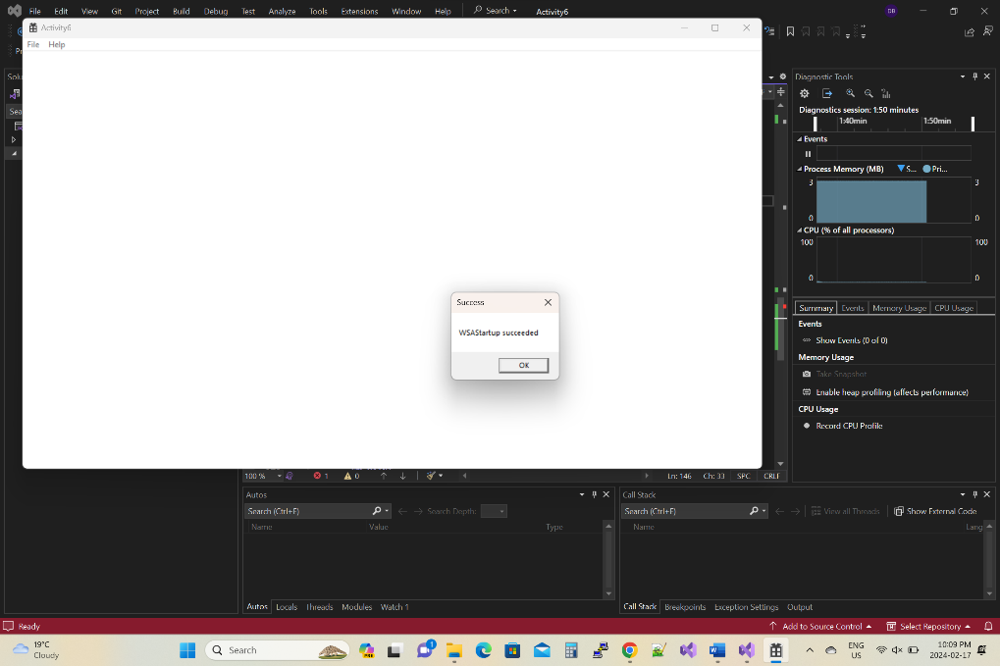 File Edit View Git Project Build Debug Test Analyze Tools Extensions Window Help Search Activity6 DB
Activity6
File Help
Pr
Solu
Sea
Success
WSAStartup succeeded
OK
Diagnostic Tools
Diagnostics session: 1:50 minutes
1:40min 1:50min
Events
Process Memory (MB) S... Pri...
3 3
0 0
CPU (% of all processors)
100 100
0 0
Summary Events Memory Usage CPU Usage
Events
Show Events (0 of 0)
Memory Usage
Take Snapshot
Enable heap profiling (affects performance)
CPU Usage
Record CPU Profile
100 % 1 0 Ln: 146 Ch: 33 SPC CRLF
Autos
Search (Ctrl+E) Search Depth:
Name Value Type
Autos Locals Threads Modules Watch 1
Call Stack
Search (Ctrl+E) View all Threads Show External Code
Name Lang
Call Stack Breakpoints Exception Settings Output
Ready Add to Source Control Select Repository
19°C
Cloudy
Search
PRE
1
ENG
US
10:09 PM
2024-02-17